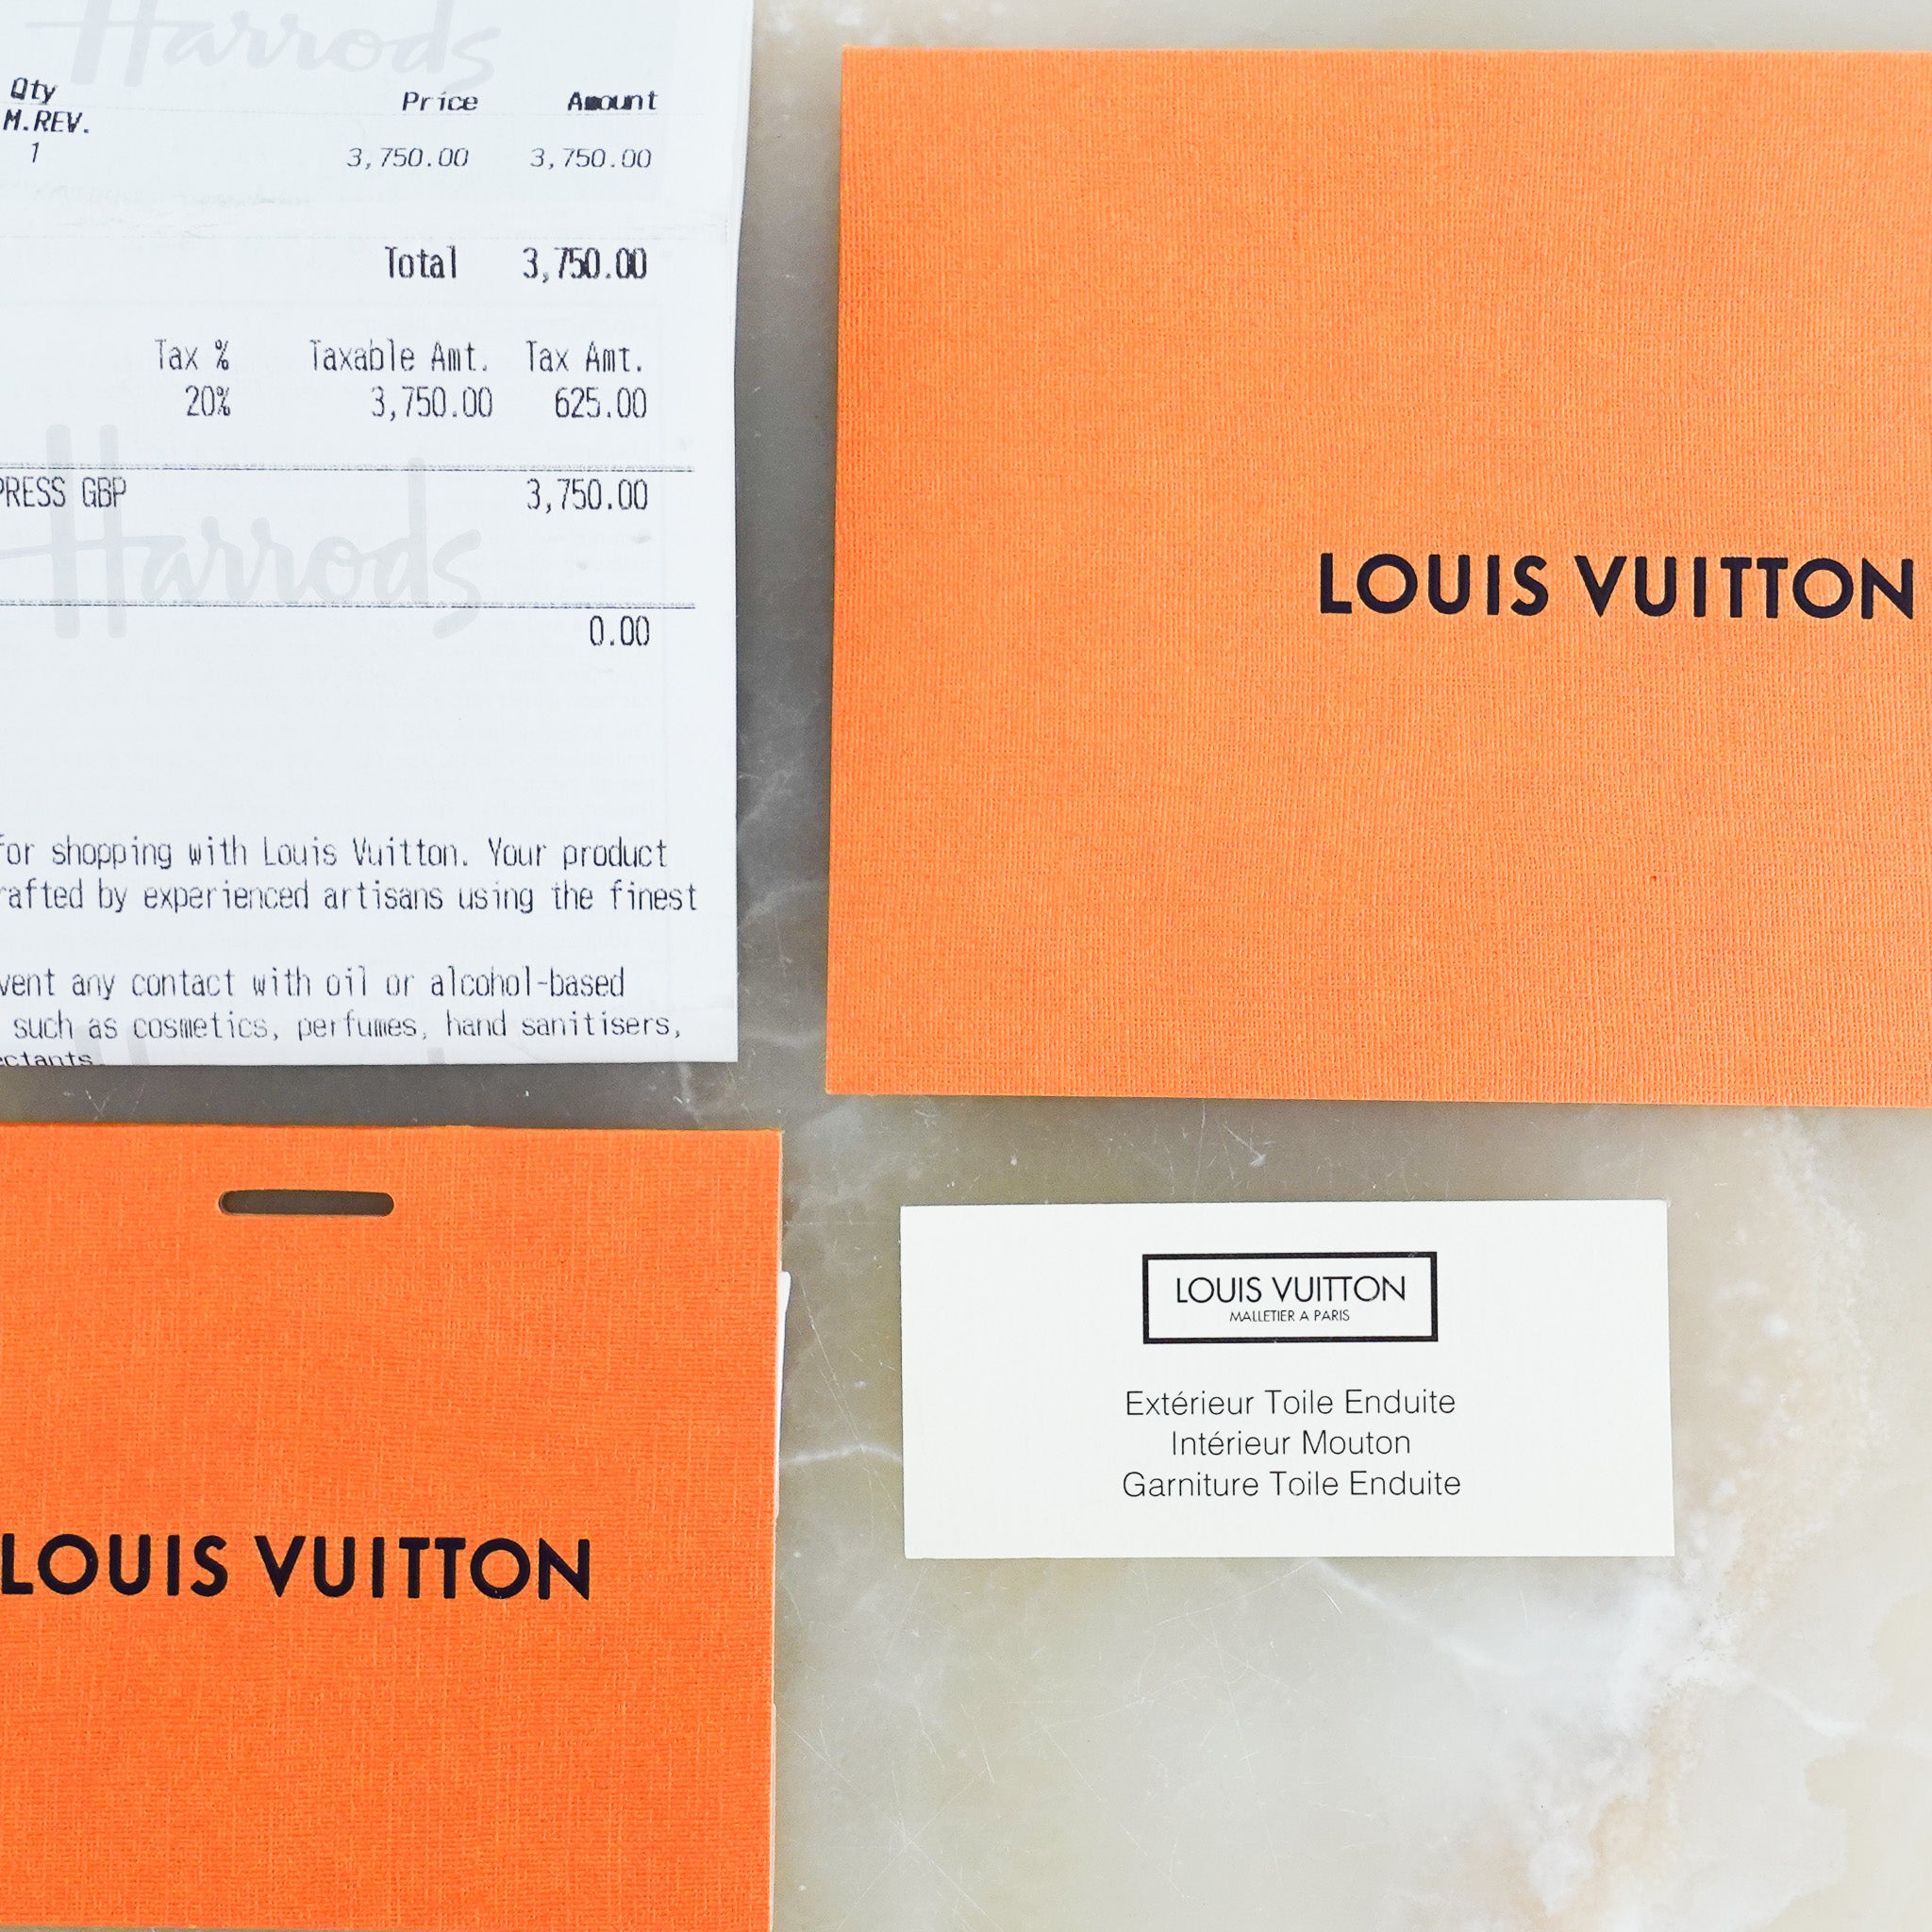 Harrods
Qty Price Amount
M.REV.
1 3,750.00 3,750.00
Total 3,750.00
Tax % Taxable Amt. Tax Amt.
20% 3,750.00 625.00
PRESS GBP 3,750.00
Harrods
0.00
for shopping with Louis Vuitton. Your product
rafted by experienced artisans using the finest
vent any contact with oil or alcohol-based
such as cosmetics, perfumes, hand sanitisers,
ectants.
LOUIS VUITTON
LOUIS VUITTON
LOUIS VUITTON
MALLETIER A PARIS
Extérieur Toile Enduite
Intérieur Mouton
Garniture Toile Enduite